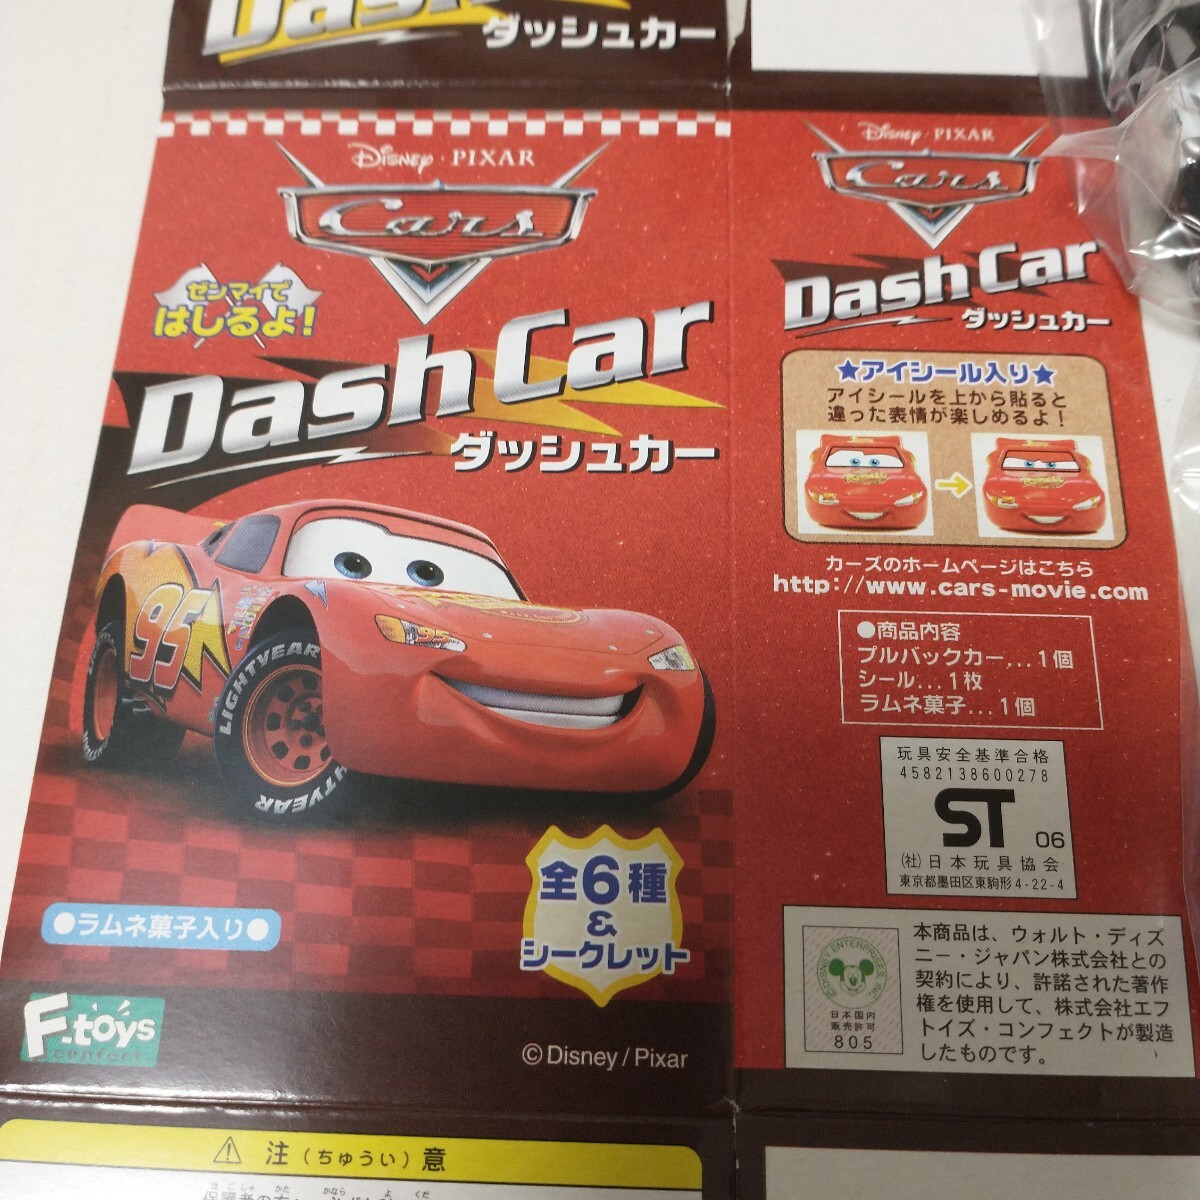 Dash
ダッシュカー
Disney · PIXAR
Cars
ゼンマイで
はしるよ!
Dash Car
ダッシュカー
95
LIGHTYEAR
95
全6種
&
シークレット
●ラムネ菓子入り●
F-toys
confect
©Disney / Pixar
Disney · PIXAR
Cars
Dash Car
ダッシュカー
★アイシール入り★
アイシールを上から貼ると
違った表情が楽しめるよ!
カーズのホームページはこちら
http://www.cars-movie.com
●商品内容
プルバックカー...1個
シール...1枚
ラムネ菓子...1個
玩具安全基準合格
4582138600278
ST 06
(社)日本玩具協会
東京都墨田区東駒形4-22-4
©DISNEY ENTERPRISES INC.
日本国内
販売許可
805
本商品は、ウォルト・ディズ
ニー・ジャパン株式会社との
契約により、許諾された著作
権を使用して、株式会社エフ
トイズ・コンフェクトが製造
したものです。
注(ちゅうい)意